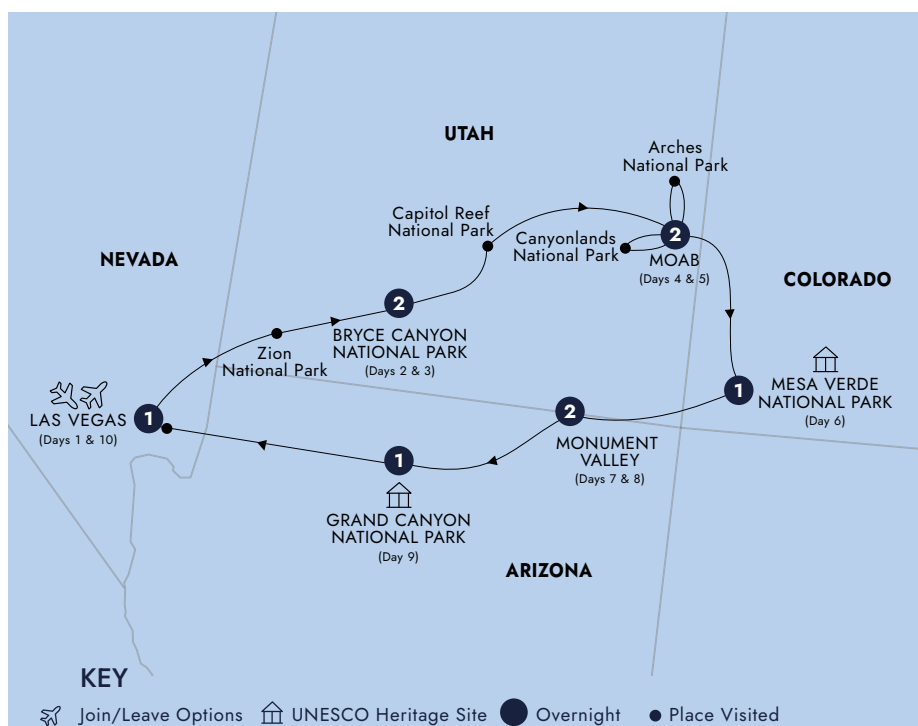 UTAH
Arches
National Park
Capitol Reef
National Park
Canyonlands
National Park
2
MOAB
(Days 4 & 5)
NEVADA
COLORADO
2
BRYCE CANYON
NATIONAL PARK
(Days 2 & 3)
Zion
National Park
1
MESA VERDE
NATIONAL PARK
(Day 6)
1
LAS VEGAS
(Days 1 & 10)
2
MONUMENT
VALLEY
(Days 7 & 8)
1
GRAND CANYON
NATIONAL PARK
(Day 9)
ARIZONA
KEY
Join/Leave Options
UNESCO Heritage Site
Overnight
Place Visited